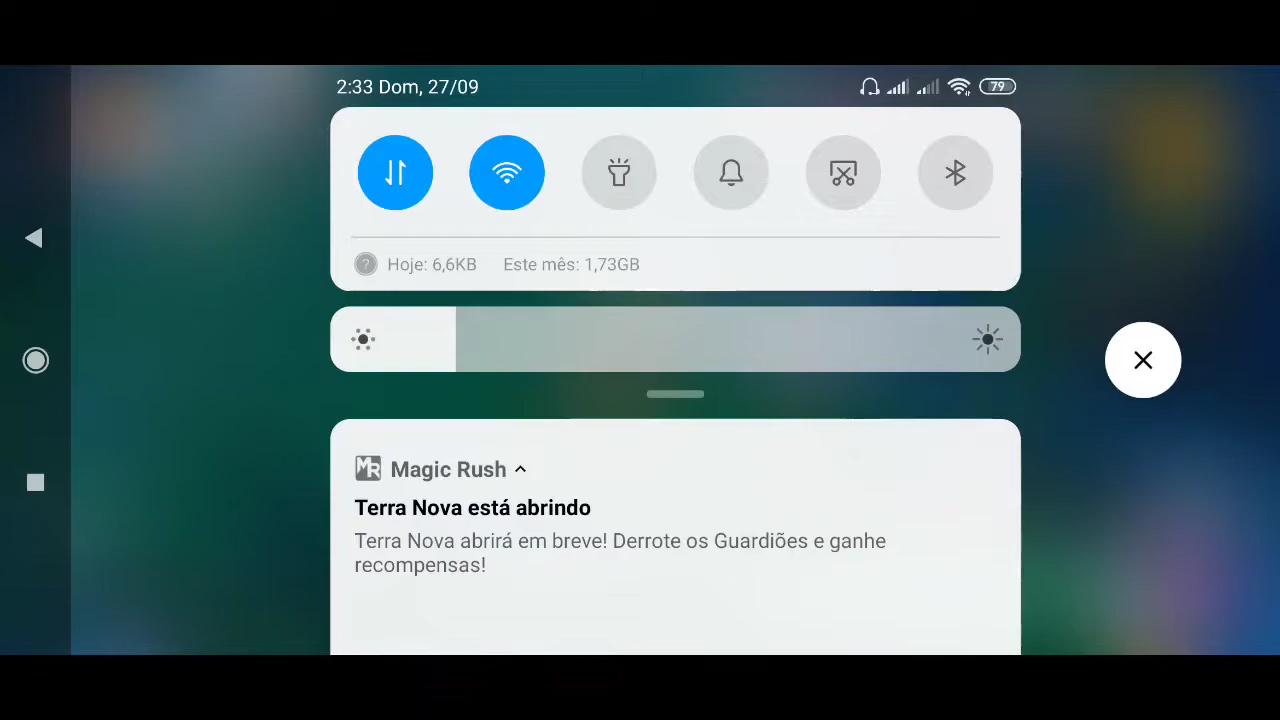 2:33 Dom, 27/09
79
Hoje: 6,6KB Este mês: 1,73GB
MR Magic Rush
Terra Nova está abrindo
Terra Nova abrirá em breve! Derrote os Guardiões e ganhe
recompensas!